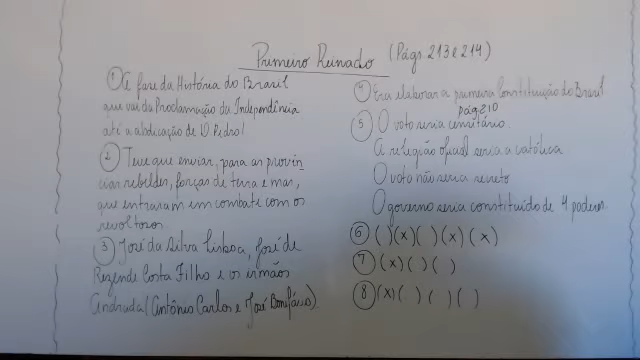 Primeiro Reinado (Págs. 213 e 214)
1 É a fase da História do Brasil
que vai da Proclamação da Independência
até a abdicação de D. Pedro I
2 Teve que enviar, para as provín
cias rebeldes, forças de terra e mar,
que entraram em combate com os
revoltosos
3 José da Silva Lisboa, José de
Rezende Costa Filho e os irmãos
Andrada (Antônio Carlos e José Bonifácio)
4 Era elaborar a primeira Constituição do Brasil
pág 210
5 O voto seria censitário.
A religião oficial seria a católica
O voto não seria secreto
O governo seria constituído de 4 poderes
6 ( ) (x) ( ) (x) (x)
7 (x) ( ) ( )
8 (x) ( ) ( ) ( )